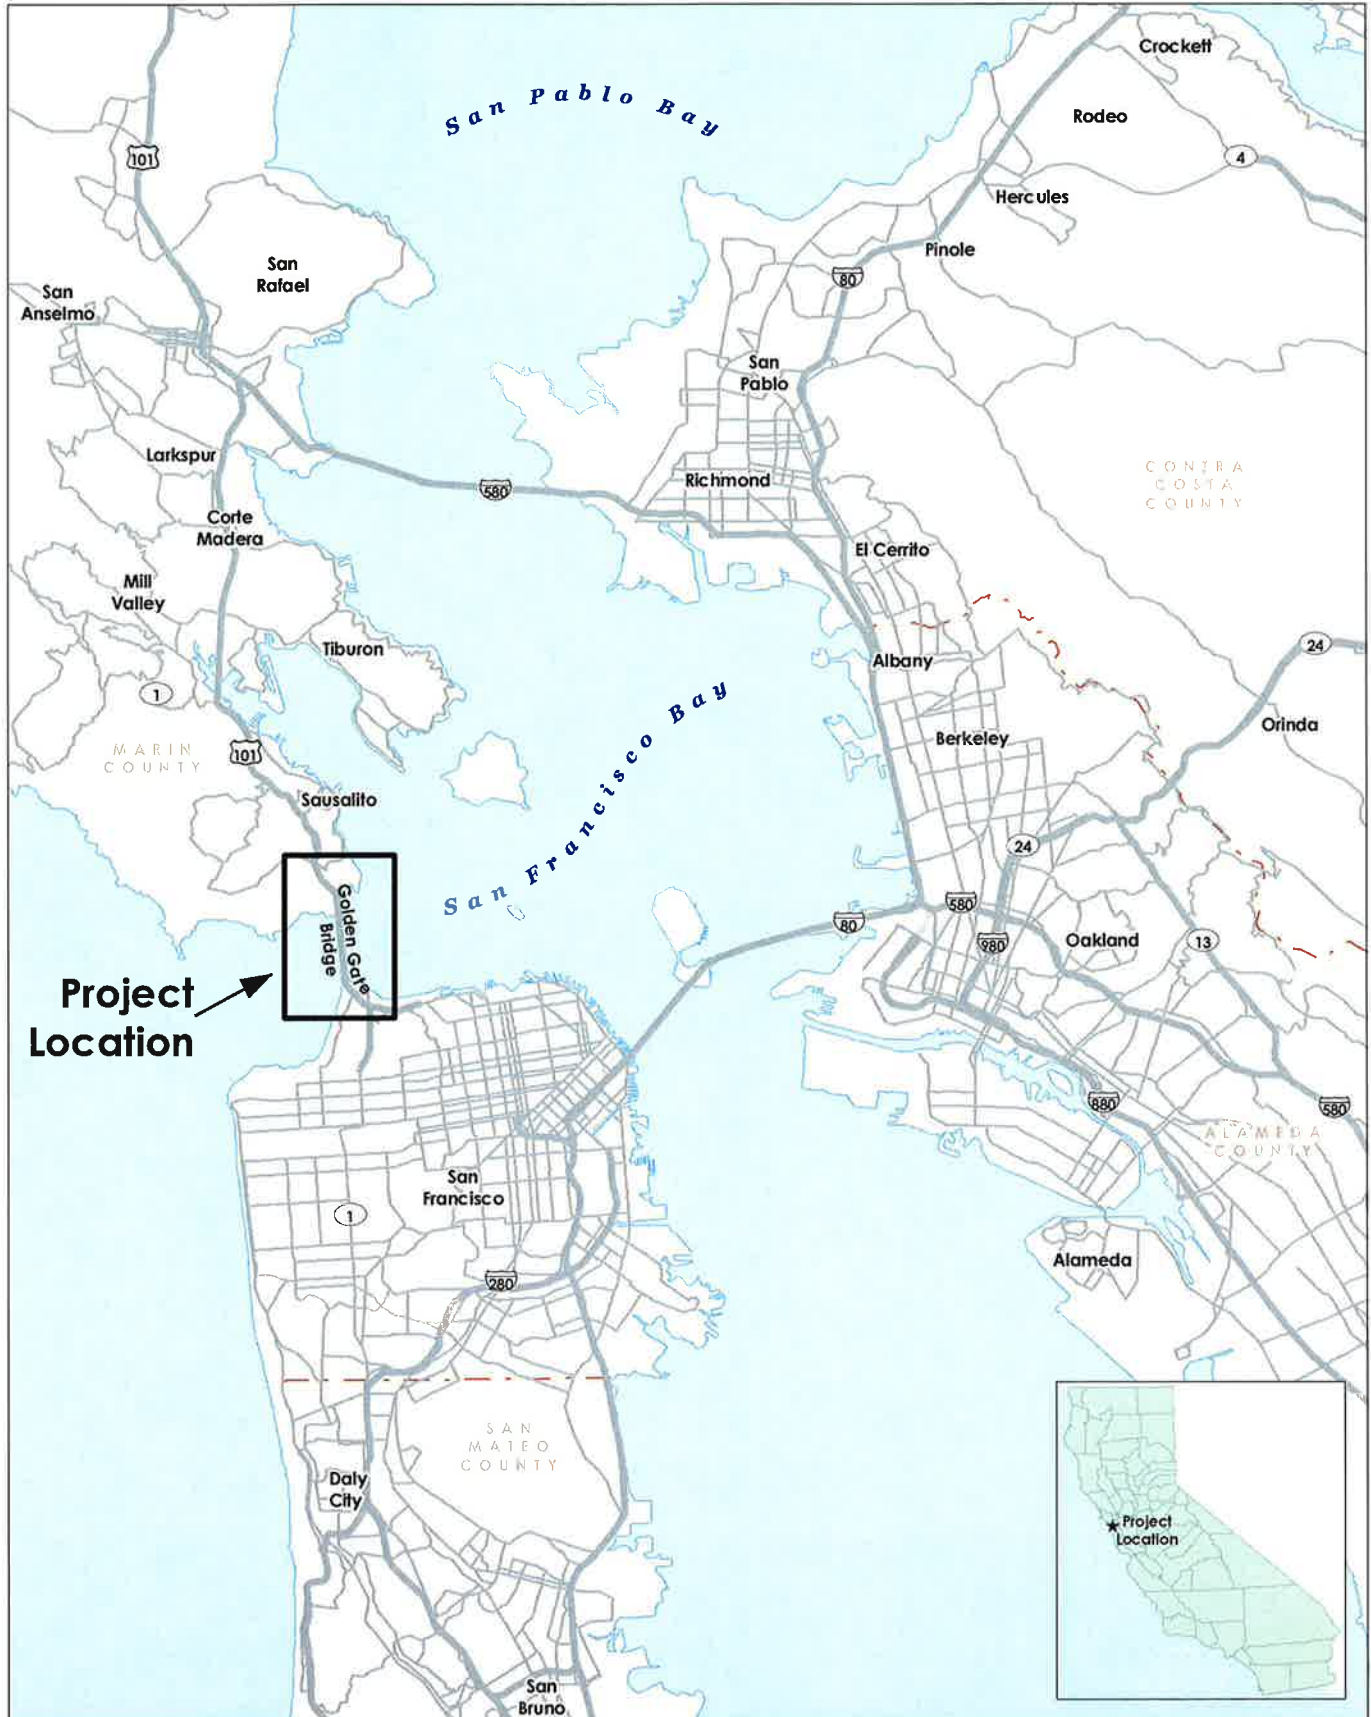 Crockett
San Pablo Bay
Rodeo
101
4
Hercules
Pinole
San
Rafael
80
San
Anselmo
San
Pablo
Larkspur
CONTRA
COSTA
COUNTY
Richmond
580
Corte
Madera
El Cerrito
Mill
Valley
Tiburon
24
Albany
1
San Francisco Bay
Orinda
Berkeley
MARIN
COUNTY
101
Sausalito
24
Golden Gate
Bridge
580
80
980
Oakland
13
Project
Location
880
580
ALAMEDA
COUNTY
San
Francisco
1
Alameda
280
SAN
MATEO
COUNTY
Daly
City
Project
Location
San
Bruno